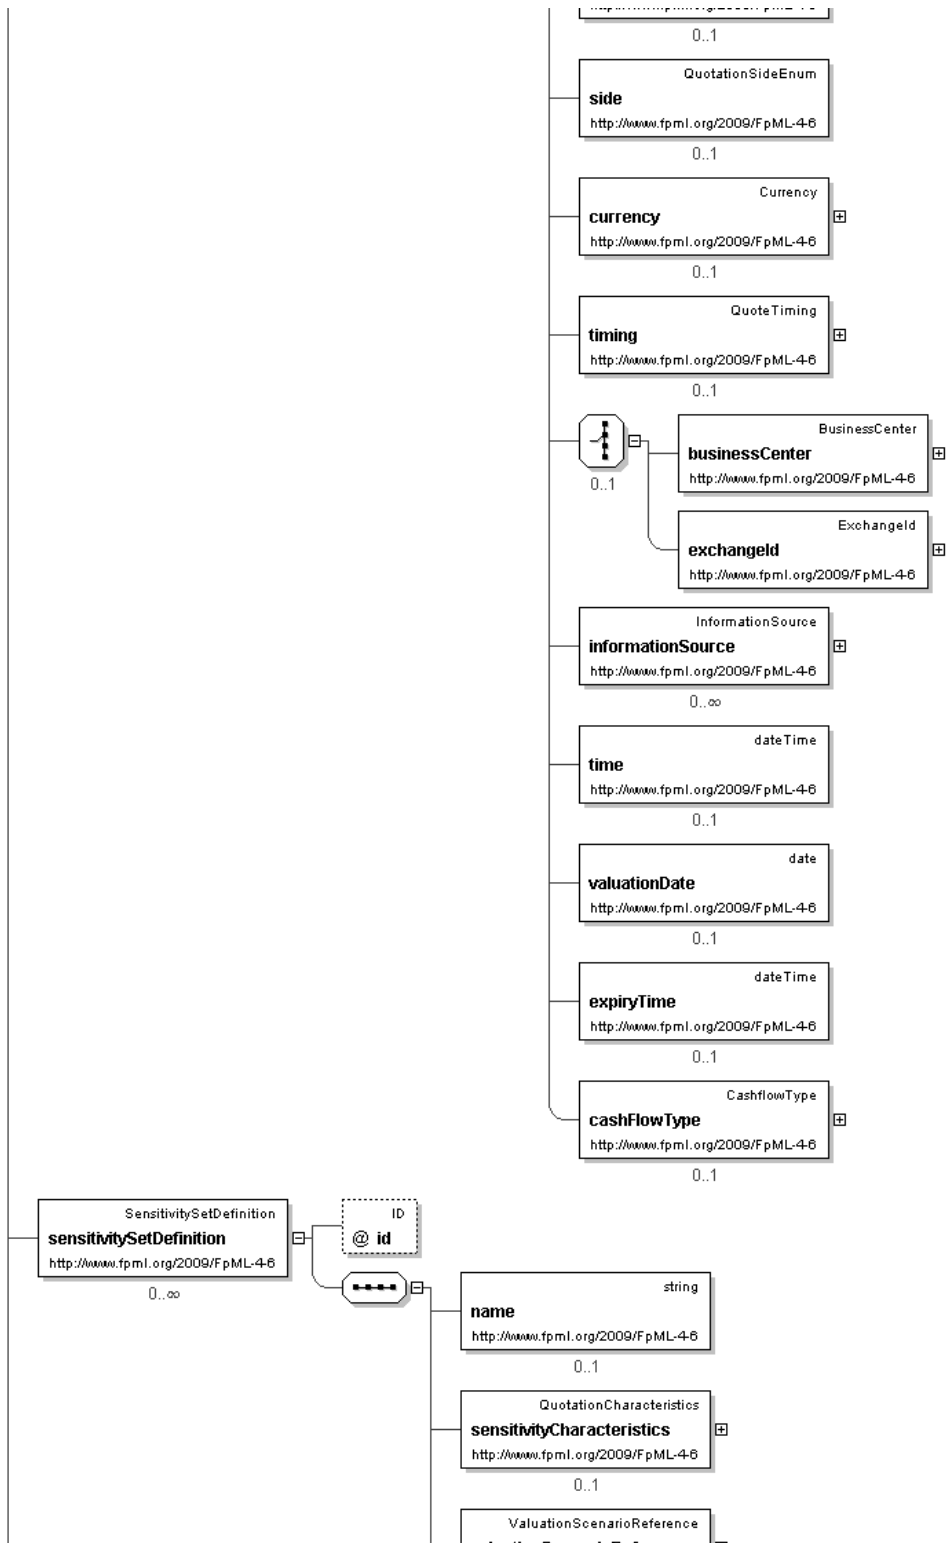 0..1
QuotationSideEnum
side
http://www.fpml.org/2009/FpML-4-6
0..1
Currency
currency
http://www.fpml.org/2009/FpML-4-6
0..1
QuoteTiming
timing
http://www.fpml.org/2009/FpML-4-6
0..1
BusinessCenter
businessCenter
http://www.fpml.org/2009/FpML-4-6
0..1
ExchangeId
exchangeId
http://www.fpml.org/2009/FpML-4-6
InformationSource
informationSource
http://www.fpml.org/2009/FpML-4-6
0..∞
dateTime
time
http://www.fpml.org/2009/FpML-4-6
0..1
date
valuationDate
http://www.fpml.org/2009/FpML-4-6
0..1
dateTime
expiryTime
http://www.fpml.org/2009/FpML-4-6
0..1
CashflowType
cashFlowType
http://www.fpml.org/2009/FpML-4-6
0..1
SensitivitySetDefinition
sensitivitySetDefinition
http://www.fpml.org/2009/FpML-4-6
0..∞
ID
@ id
string
name
http://www.fpml.org/2009/FpML-4-6
0..1
QuotationCharacteristics
sensitivityCharacteristics
http://www.fpml.org/2009/FpML-4-6
0..1
ValuationScenarioReference